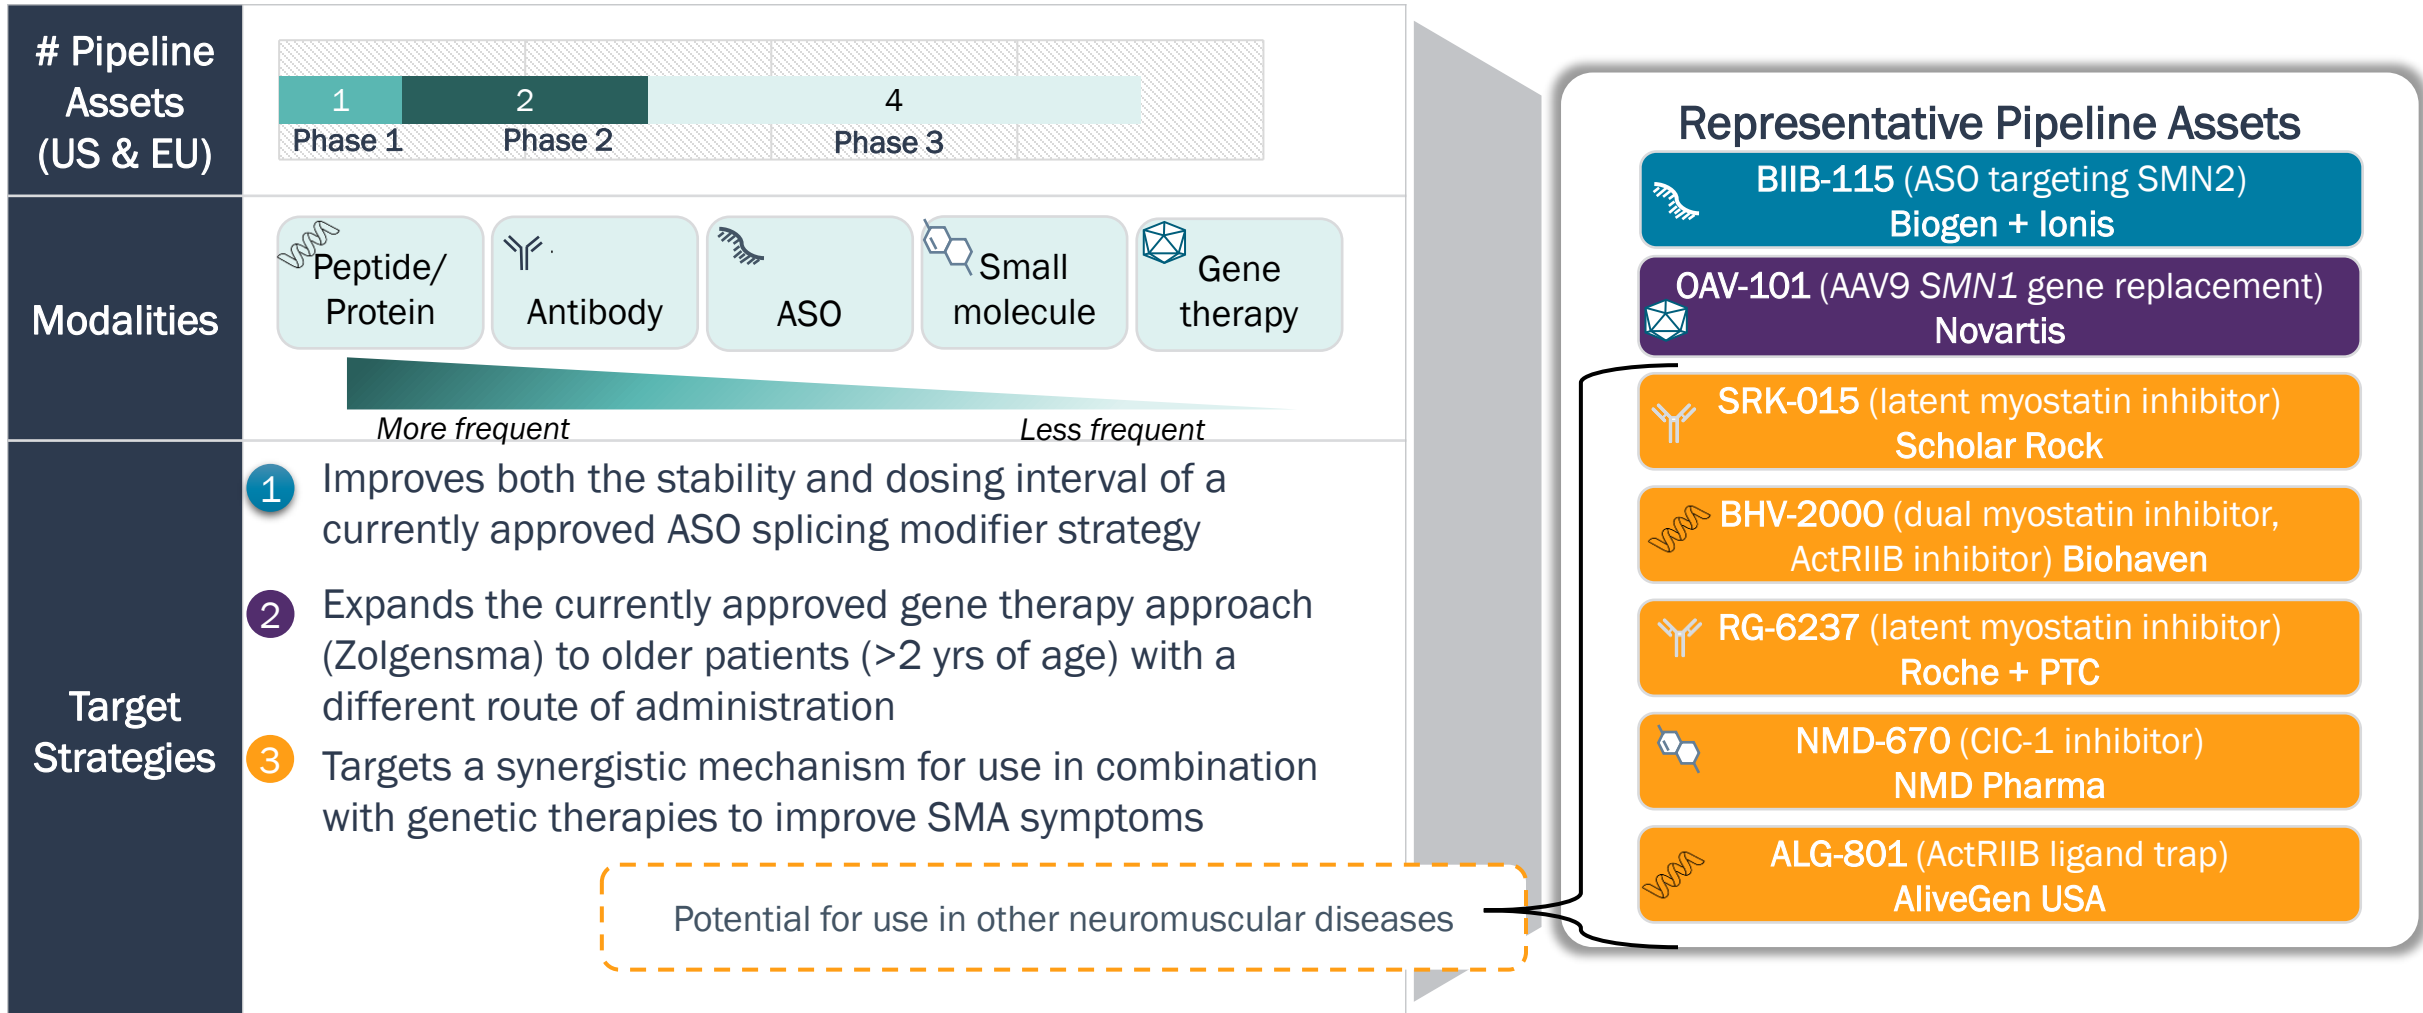 # Pipeline
Assets
(US & EU)
1
2
4
Phase 1
Phase 2
Phase 3
Modalities
Peptide/
Protein
Antibody
ASO
Small
molecule
Gene
therapy
More frequent
Less frequent
Target
Strategies
1
Improves both the stability and dosing interval of a
currently approved ASO splicing modifier strategy
2
Expands the currently approved gene therapy approach
(Zolgensma) to older patients (>2 yrs of age) with a
different route of administration
3
Targets a synergistic mechanism for use in combination
with genetic therapies to improve SMA symptoms
Potential for use in other neuromuscular diseases
Representative Pipeline Assets
BIIB-115 (ASO targeting SMN2)
Biogen + Ionis
OAV-101 (AAV9 SMN1 gene replacement)
Novartis
SRK-015 (latent myostatin inhibitor)
Scholar Rock
BHV-2000 (dual myostatin inhibitor,
ActRIIB inhibitor) Biohaven
RG-6237 (latent myostatin inhibitor)
Roche + PTC
NMD-670 (ClC-1 inhibitor)
NMD Pharma
ALG-801 (ActRIIB ligand trap)
AliveGen USA